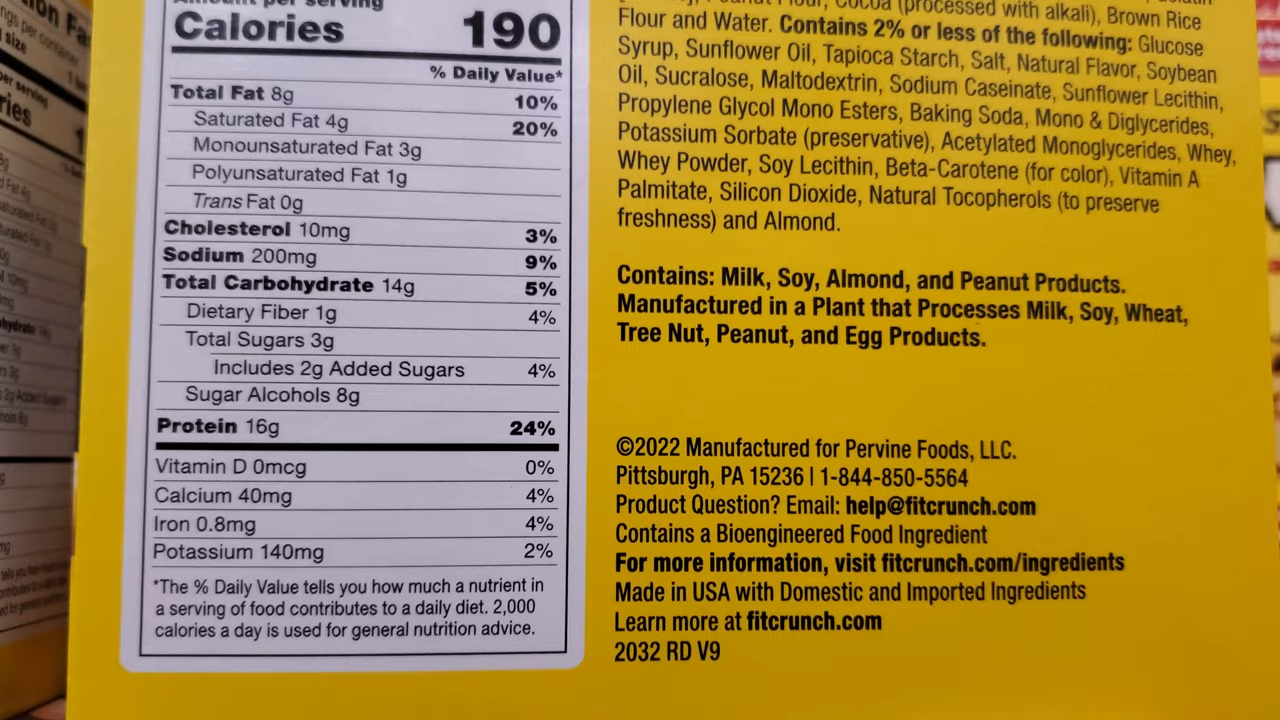 Amount per serving
Calories 190
% Daily Value*
Total Fat 8g 10%
Saturated Fat 4g 20%
Monounsaturated Fat 3g
Polyunsaturated Fat 1g
Trans Fat 0g
Cholesterol 10mg 3%
Sodium 200mg 9%
Total Carbohydrate 14g 5%
Dietary Fiber 1g 4%
Total Sugars 3g
Includes 2g Added Sugars 4%
Sugar Alcohols 8g
Protein 16g 24%
Vitamin D 0mcg 0%
Calcium 40mg 4%
Iron 0.8mg 4%
Potassium 140mg 2%
*The % Daily Value tells you how much a nutrient in
a serving of food contributes to a daily diet. 2,000
calories a day is used for general nutrition advice.
Peanut Flour, Cocoa (processed with alkali), Brown Rice
Flour and Water. Contains 2% or less of the following: Glucose
Syrup, Sunflower Oil, Tapioca Starch, Salt, Natural Flavor, Soybean
Oil, Sucralose, Maltodextrin, Sodium Caseinate, Sunflower Lecithin,
Propylene Glycol Mono Esters, Baking Soda, Mono & Diglycerides,
Potassium Sorbate (preservative), Acetylated Monoglycerides, Whey,
Whey Powder, Soy Lecithin, Beta-Carotene (for color), Vitamin A
Palmitate, Silicon Dioxide, Natural Tocopherols (to preserve
freshness) and Almond.
Contains: Milk, Soy, Almond, and Peanut Products.
Manufactured in a Plant that Processes Milk, Soy, Wheat,
Tree Nut, Peanut, and Egg Products.
©2022 Manufactured for Pervine Foods, LLC.
Pittsburgh, PA 15236 | 1-844-850-5564
Product Question? Email: help@fitcrunch.com
Contains a Bioengineered Food Ingredient
For more information, visit fitcrunch.com/ingredients
Made in USA with Domestic and Imported Ingredients
Learn more at fitcrunch.com
2032 RD V9